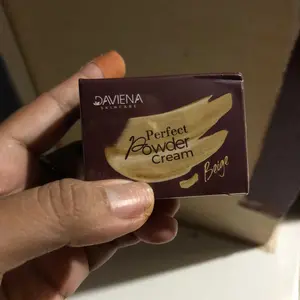 DAVIENA
SKINCARE
Perfect
Powder
Cream
Beige